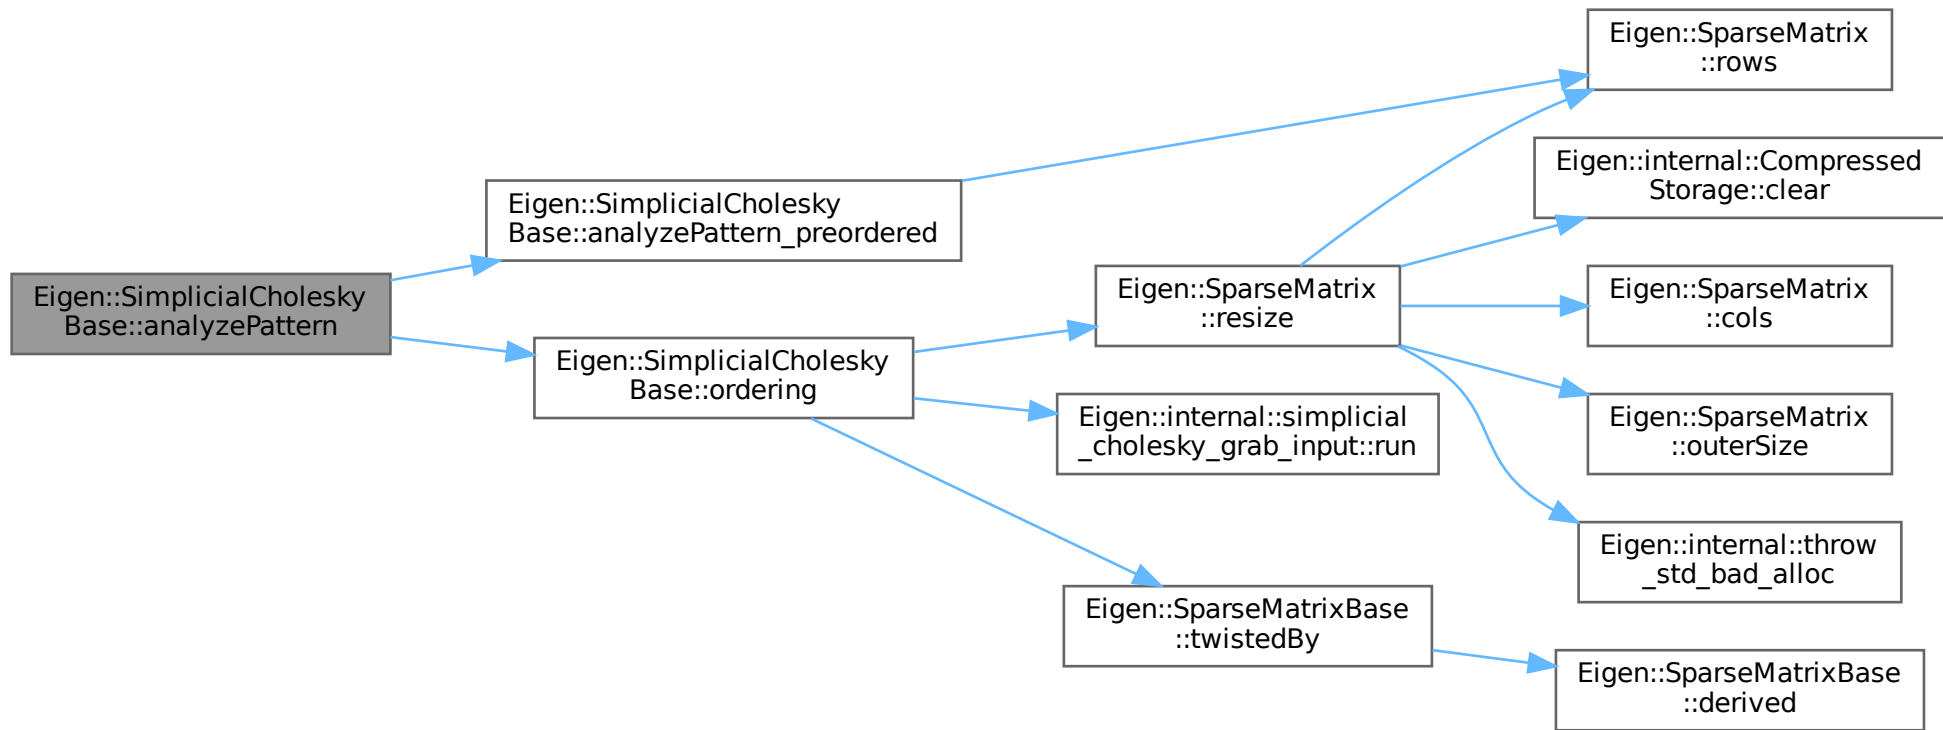 Eigen::SparseMatrix
::rows
Eigen::internal::Compressed
Storage::clear
Eigen::SimplicialCholesky
Base::analyzePattern_preordered
Eigen::SparseMatrix
::resize
Eigen::SparseMatrix
::cols
Eigen::SimplicialCholesky
Base::analyzePattern
Eigen::SimplicialCholesky
Base::ordering
Eigen::internal::simplicial
_cholesky_grab_input::run
Eigen::SparseMatrix
::outerSize
Eigen::internal::throw
_std_bad_alloc
Eigen::SparseMatrixBase
::twistedBy
Eigen::SparseMatrixBase
::derived